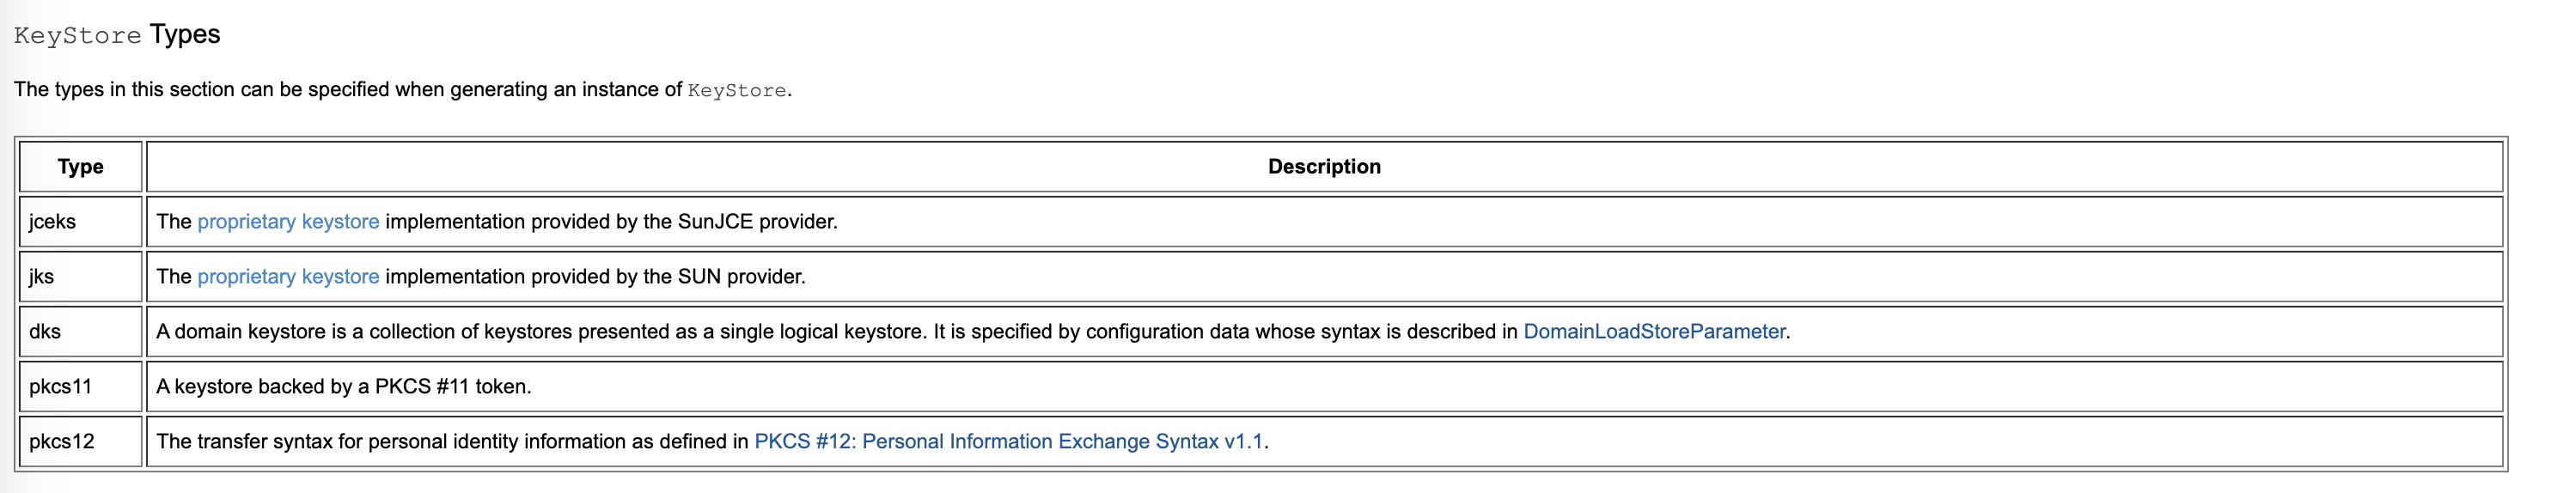 KeyStore Types
The types in this section can be specified when generating an instance of KeyStore.
Type Description
jceks The proprietary keystore implementation provided by the SunJCE provider.
jks The proprietary keystore implementation provided by the SUN provider.
dks A domain keystore is a collection of keystores presented as a single logical keystore. It is specified by configuration data whose syntax is described in DomainLoadStoreParameter.
pkcs11 A keystore backed by a PKCS #11 token.
pkcs12 The transfer syntax for personal identity information as defined in PKCS #12: Personal Information Exchange Syntax v1.1.